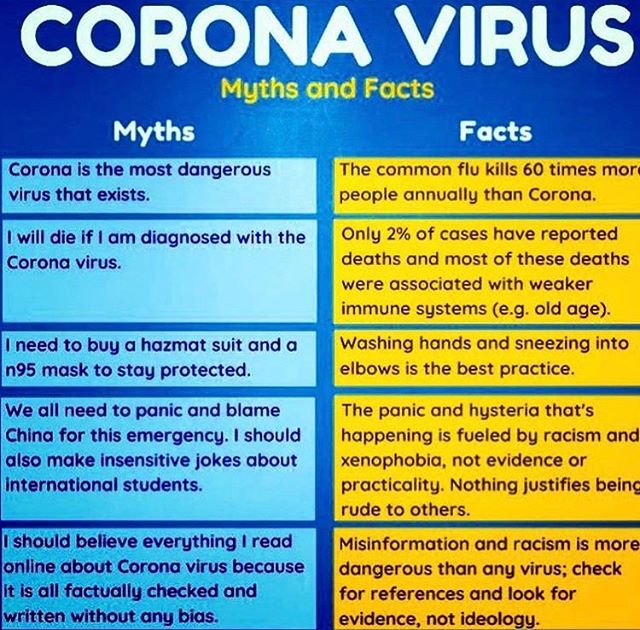 CORONA VIRUS
Myths and Facts
Myths
Facts
Corona is the most dangerous
virus that exists.
The common flu kills 60 times mor
people annually than Corona.
I will die if I am diagnosed with the
Corona virus.
Only 2% of cases have reported
deaths and most of these deaths
were associated with weaker
immune systems (e.g. old age).
I need to buy a hazmat suit and a
n95 mask to stay protected.
Washing hands and sneezing into
elbows is the best practice.
We all need to panic and blame
China for this emergency. I should
also make insensitive jokes about
international students.
The panic and hysteria that's
happening is fueled by racism and
xenophobia, not evidence or
practicality. Nothing justifies being
rude to others.
I should believe everything I read
online about Corona virus because
it is all factually checked and
written without any bias.
Misinformation and racism is more
dangerous than any virus; check
for references and look for
evidence, not ideology.